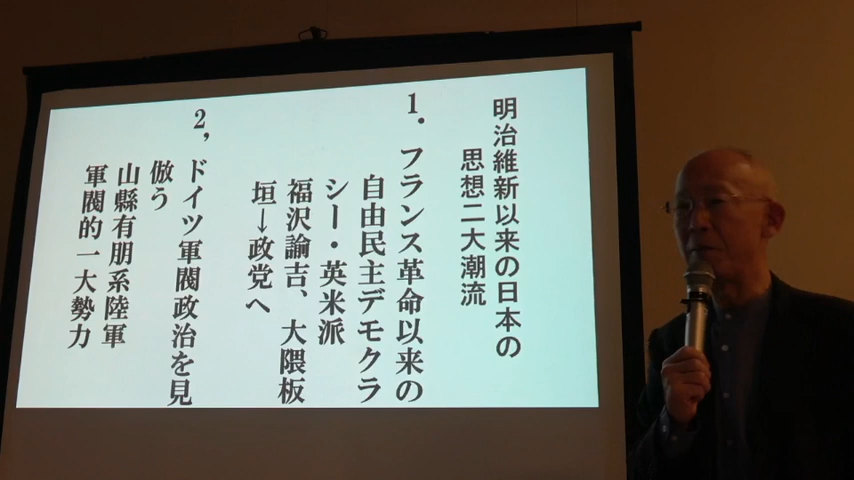 明治維新以来の日本の
思想二大潮流
1．フランス革命以来の
自由民主デモクラ
シー・英米派
福沢諭吉、大隈板
垣→政党へ
2，ドイツ軍閥政治を見
倣う
山縣有朋系陸軍
軍閥的一大勢力